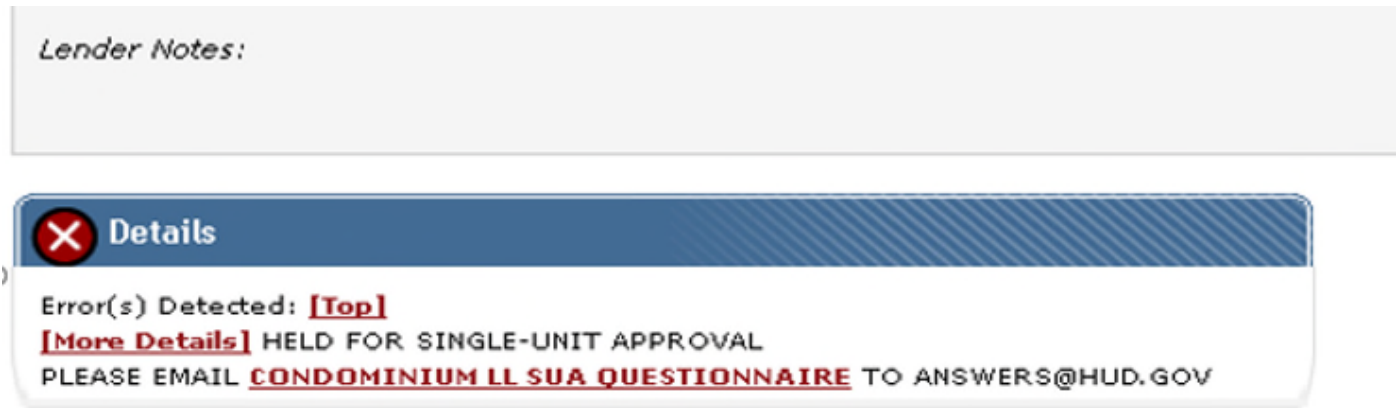 Lender Notes:
Details
Error(s) Detected: [Top]
[More Details] HELD FOR SINGLE-UNIT APPROVAL
PLEASE EMAIL CONDOMINIUM LL SUA QUESTIONNAIRE TO ANSWERS@HUD.GOV